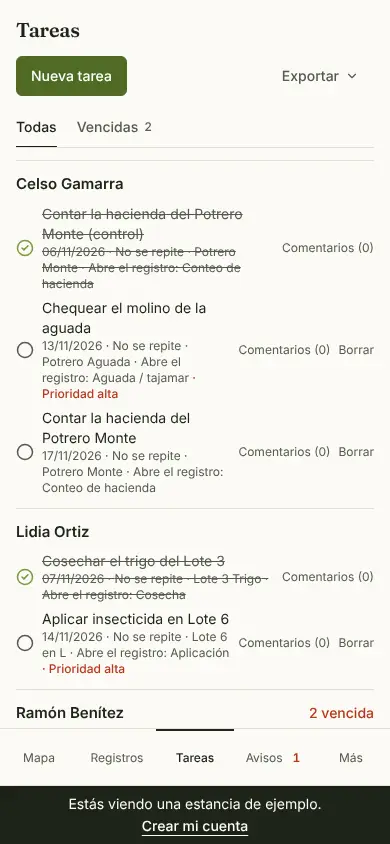 Tareas
Nueva tarea
Exportar
Todas
Vencidas 2
Celso Gamarra
Contar la hacienda del Potrero
Monte (control)
06/11/2026 · No se repite · Potrero
Monte · Abre el registro: Conteo de
hacienda
Comentarios (0)
Chequear el molino de la
aguada
13/11/2026 · No se repite ·
Potrero Aguada · Abre el
registro: Aguada / tajamar ·
Prioridad alta
Comentarios (0) Borrar
Contar la hacienda del
Potrero Monte
17/11/2026 · No se repite ·
Potrero Monte · Abre el registro:
Conteo de hacienda
Comentarios (0) Borrar
Lidia Ortiz
Cosechar el trigo del Lote 3
07/11/2026 · No se repite · Lote 3 Trigo ·
Abre el registro: Cosecha
Comentarios (0)
Aplicar insecticida en Lote 6
14/11/2026 · No se repite · Lote 6
en L · Abre el registro: Aplicación
· Prioridad alta
Comentarios (0) Borrar
Ramón Benítez
2 vencida
Mapa
Registros
Tareas
Avisos 1
Más
Estás viendo una estancia de ejemplo.
Crear mi cuenta